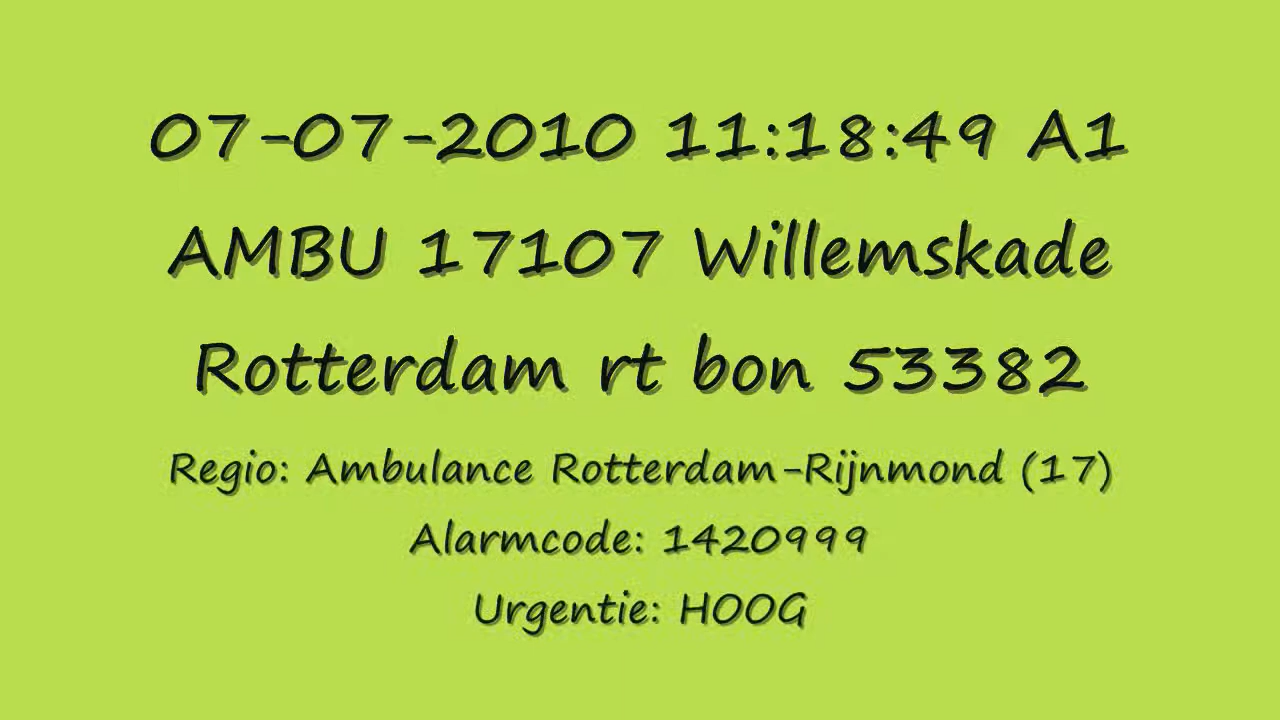 07-07-2010 11:18:49 A1
AMBU 17107 Willemskade
Rotterdam rt bon 53382
Regio: Ambulance Rotterdam-Rijnmond (17)
Alarmcode: 1420999
Urgentie: HOOG